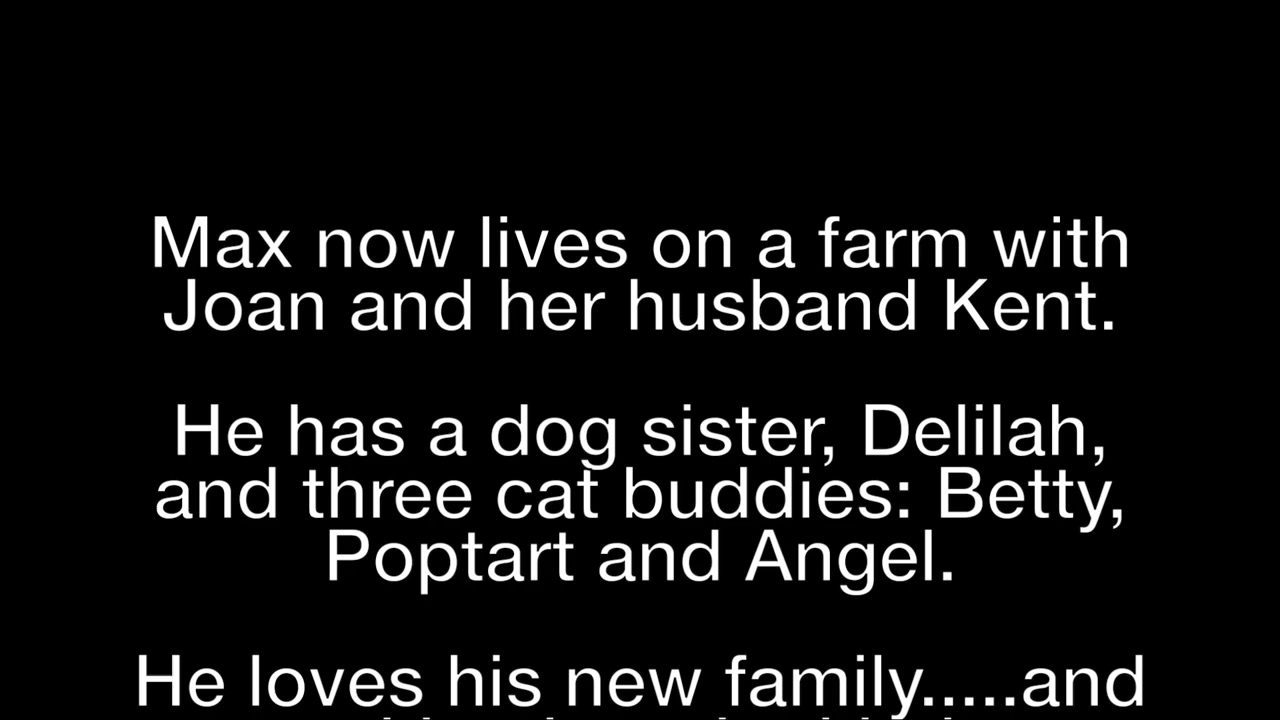 Max now lives on a farm with
Joan and her husband Kent.
He has a dog sister, Delilah,
and three cat buddies: Betty,
Poptart and Angel.
He loves his new family.....and